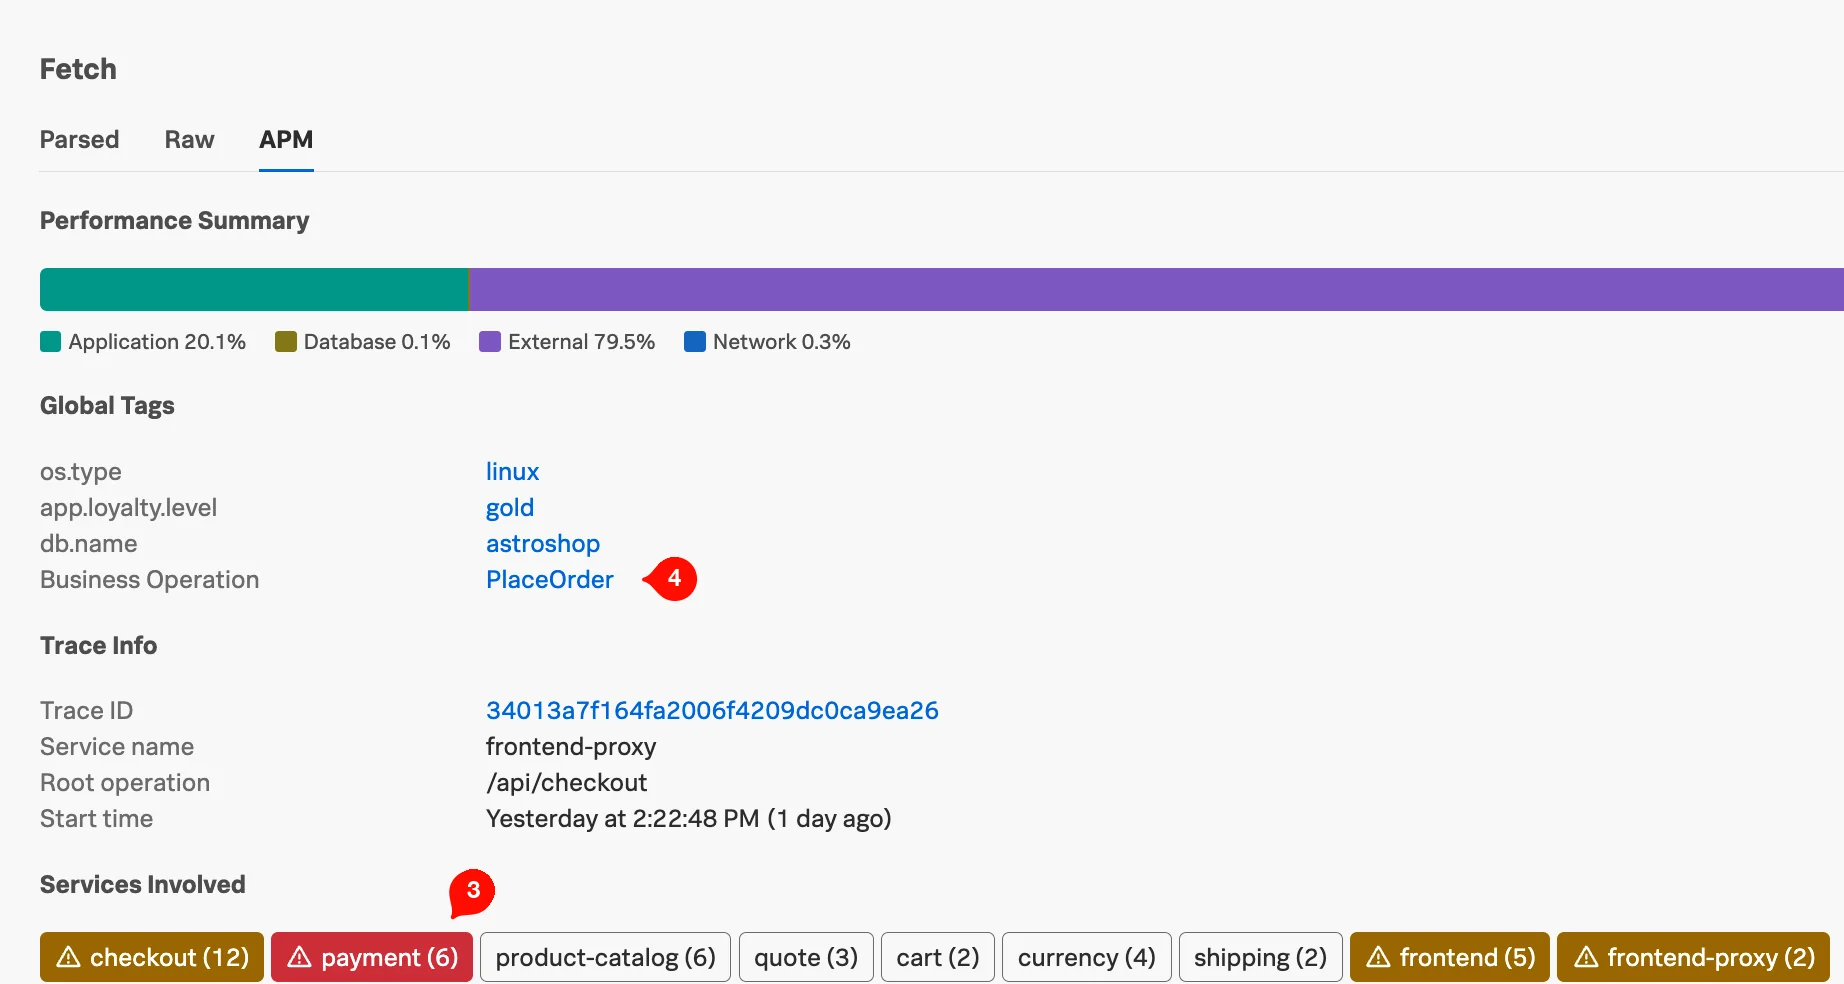 Fetch
Parsed Raw APM
Performance Summary
Application 20.1% Database 0.1% External 79.5% Network 0.3%
Global Tags
os.type linux
app.loyalty.level gold
db.name astroshop
Business Operation PlaceOrder 4
Trace Info
Trace ID 34013a7f164fa2006f4209dc0ca9ea26
Service name frontend-proxy
Root operation /api/checkout
Start time Yesterday at 2:22:48 PM (1 day ago)
Services Involved 3
checkout (12) payment (6) product-catalog (6) quote (3) cart (2) currency (4) shipping (2) frontend (5) frontend-proxy (2)